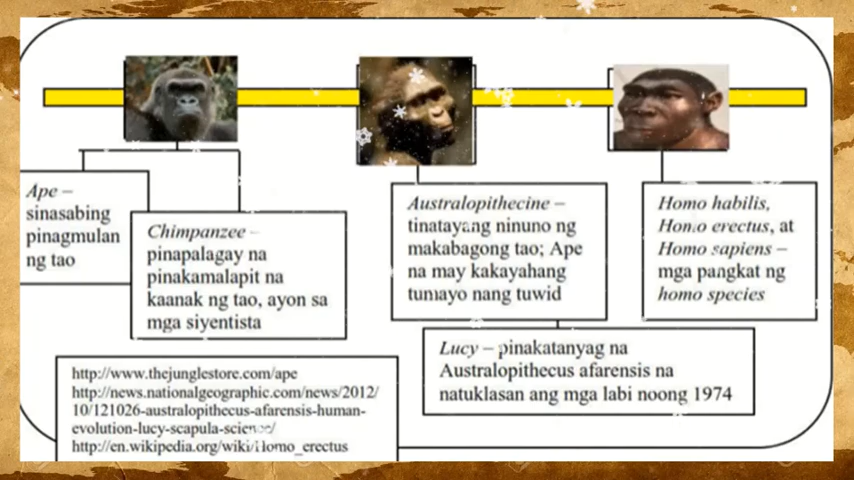 Ape –
sinasabing
pinagmulan
ng tao
Chimpanzee –
pinapalagay na
pinakamalapit na
kaanak ng tao, ayon sa
mga siyentista
Australopithecine –
tinatayang ninuno ng
makabagong tao; Ape
na may kakayahang
tumayo nang tuwid
Homo habilis,
Homo erectus, at
Homo sapiens –
mga pangkat ng
homo species
Lucy – pinakatanyag na
Australopithecus afarensis na
natuklasan ang mga labi noong 1974
http://www.thejunglestore.com/ape
http://news.nationalgeographic.com/news/2012/
10/121026-australopithecus-afarensis-human-
evolution-lucy-scapula-science/
http://en.wikipedia.org/wiki/Homo_erectus